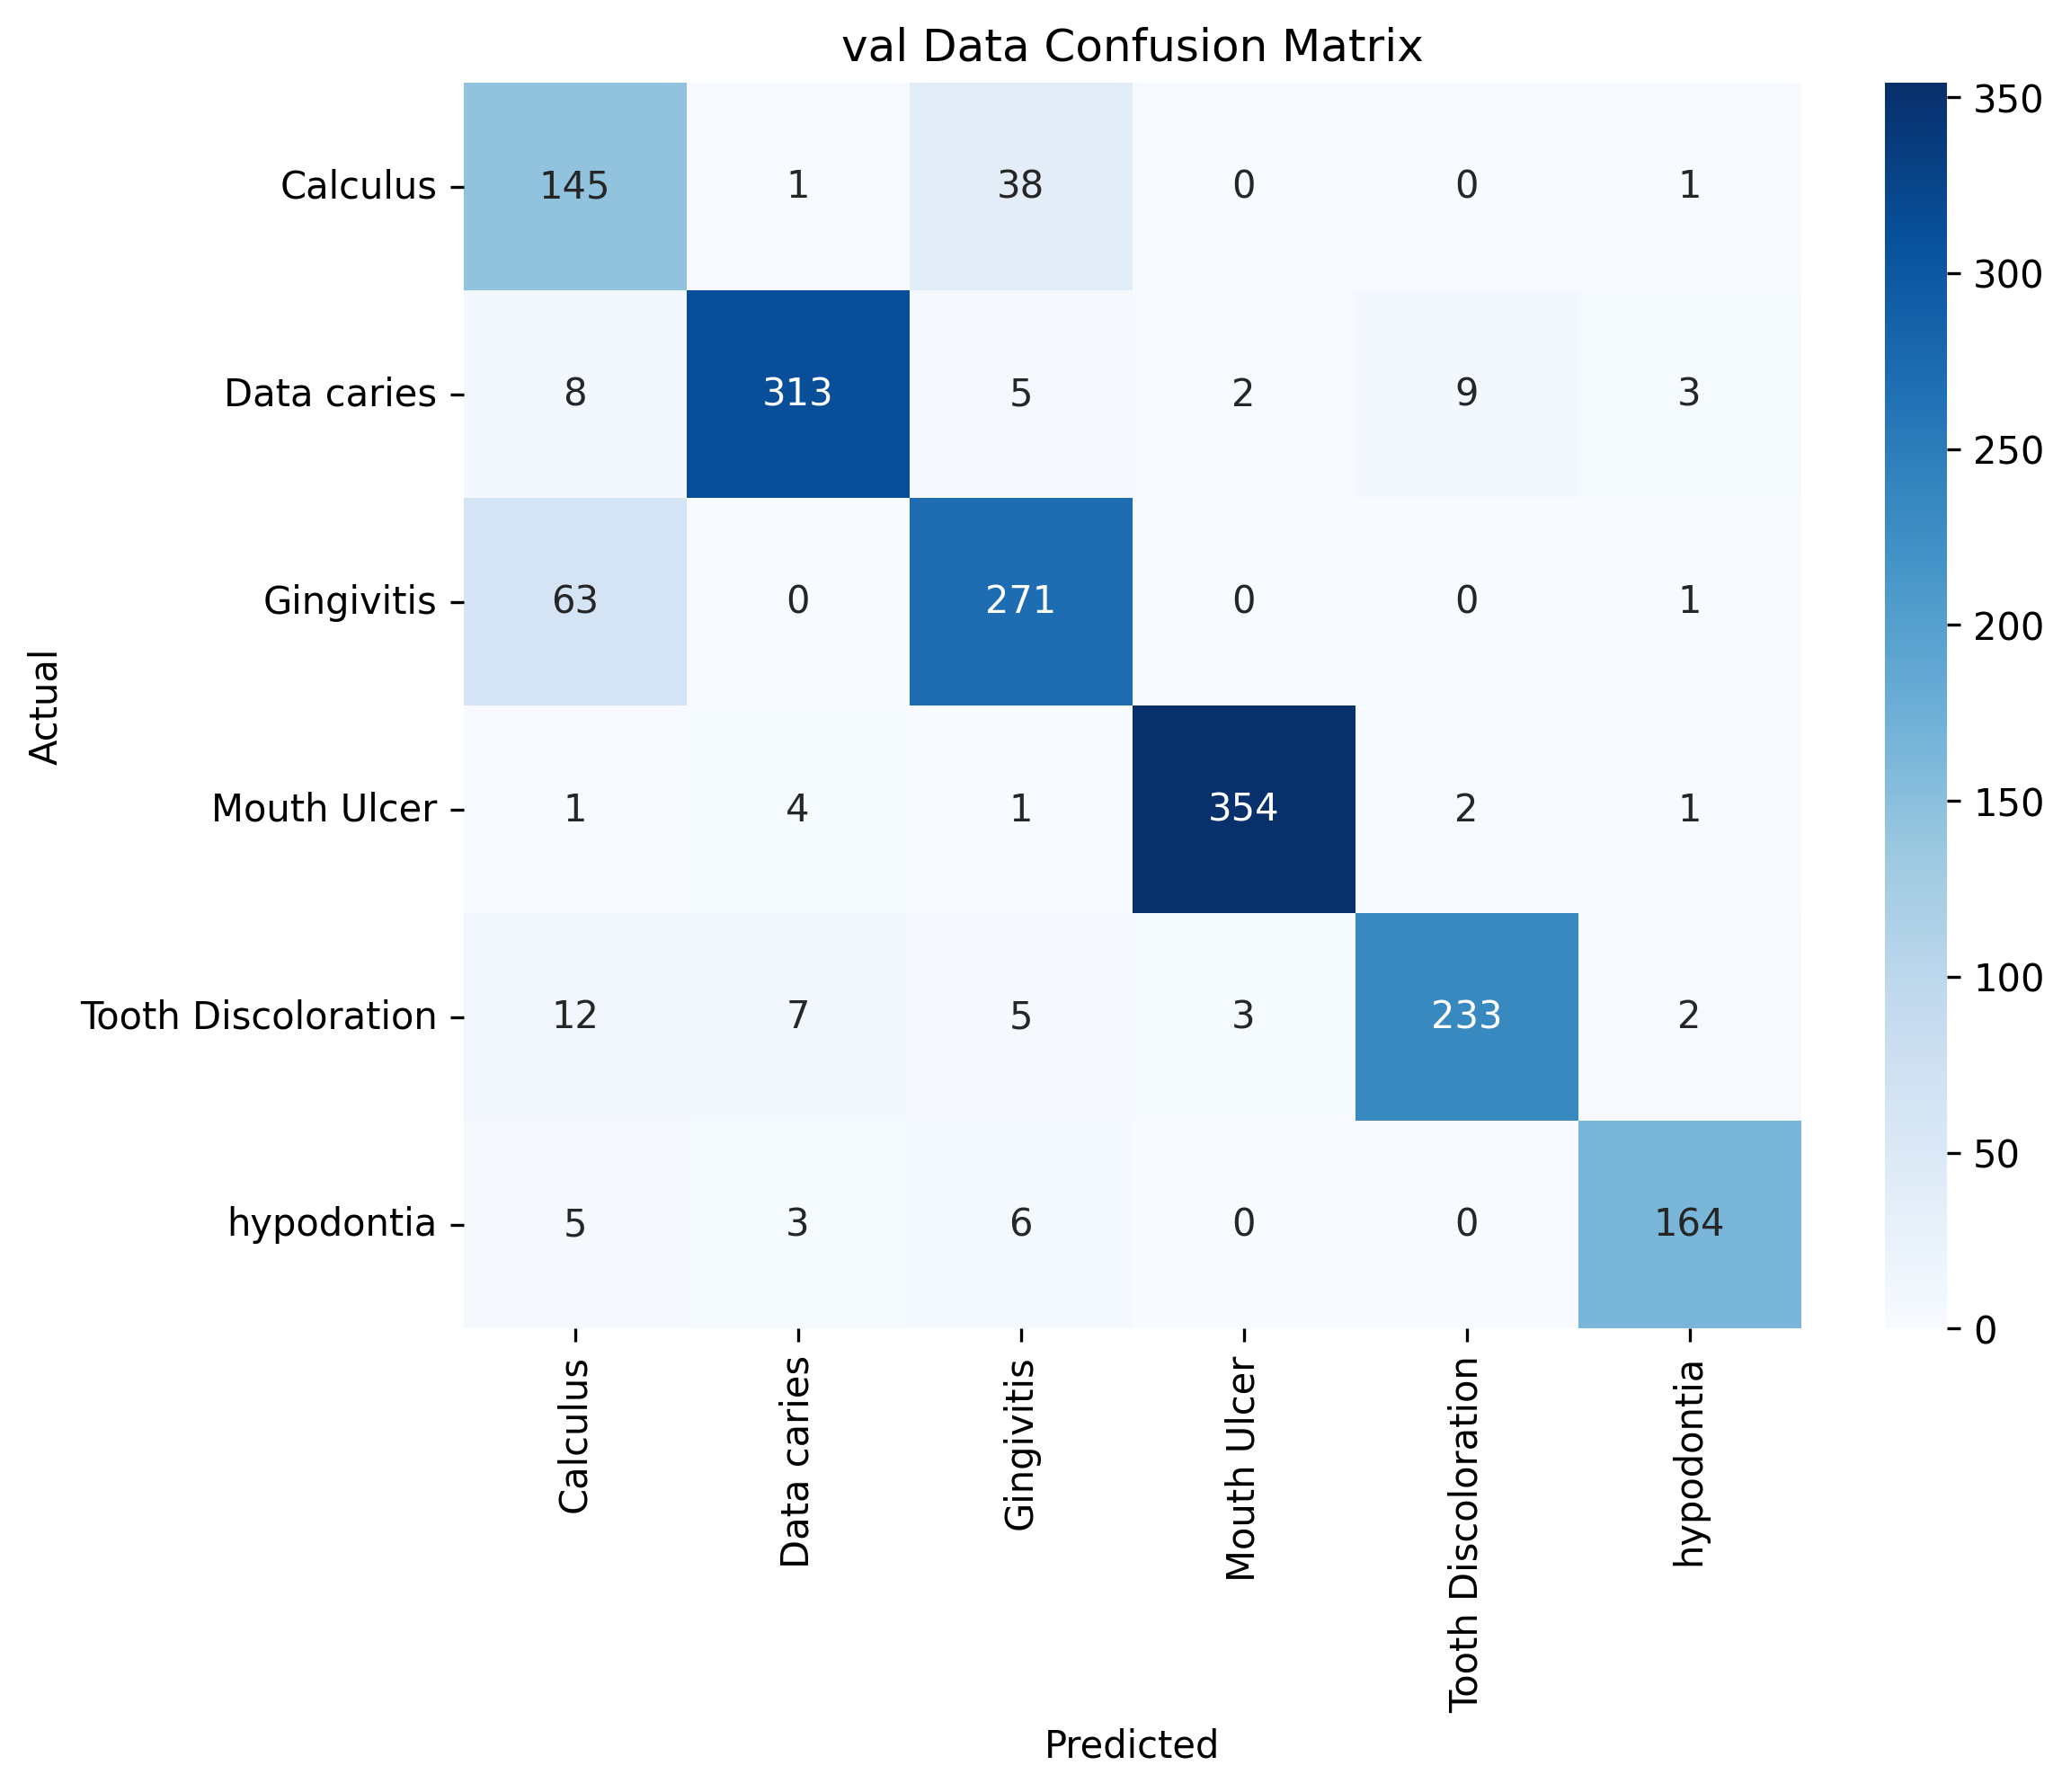 val Data Confusion Matrix
Calculus 145 1 38 0 0 1
Data caries 8 313 5 2 9 3
Gingivitis 63 0 271 0 0 1
Mouth Ulcer 1 4 1 354 2 1
Tooth Discoloration 12 7 5 3 233 2
hypodontia 5 3 6 0 0 164
Actual
Calculus
Data caries
Gingivitis
Mouth Ulcer
Tooth Discoloration
hypodontia
Predicted
350
300
250
200
150
100
50
0